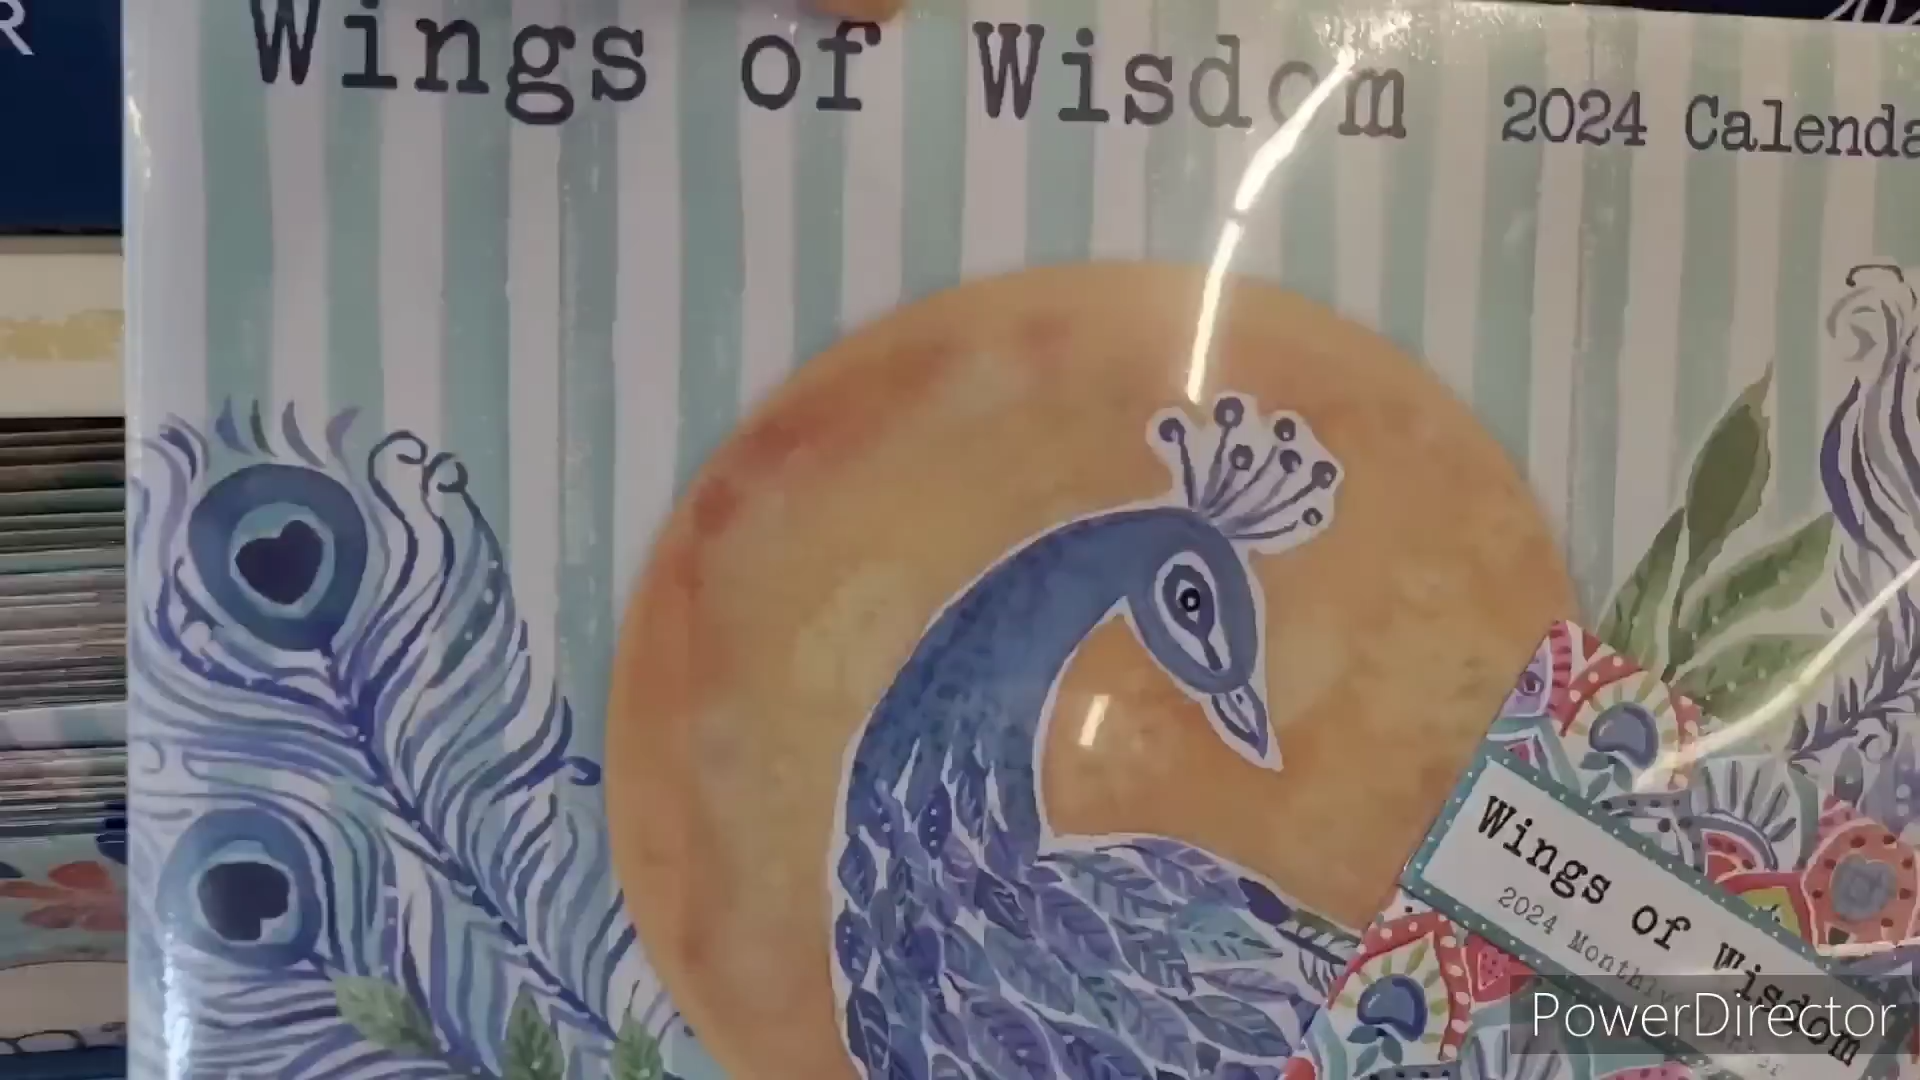 R
Wings of Wisdom 2024 Calenda
Wings of Wisdom
2024 Monthly
PowerDirector